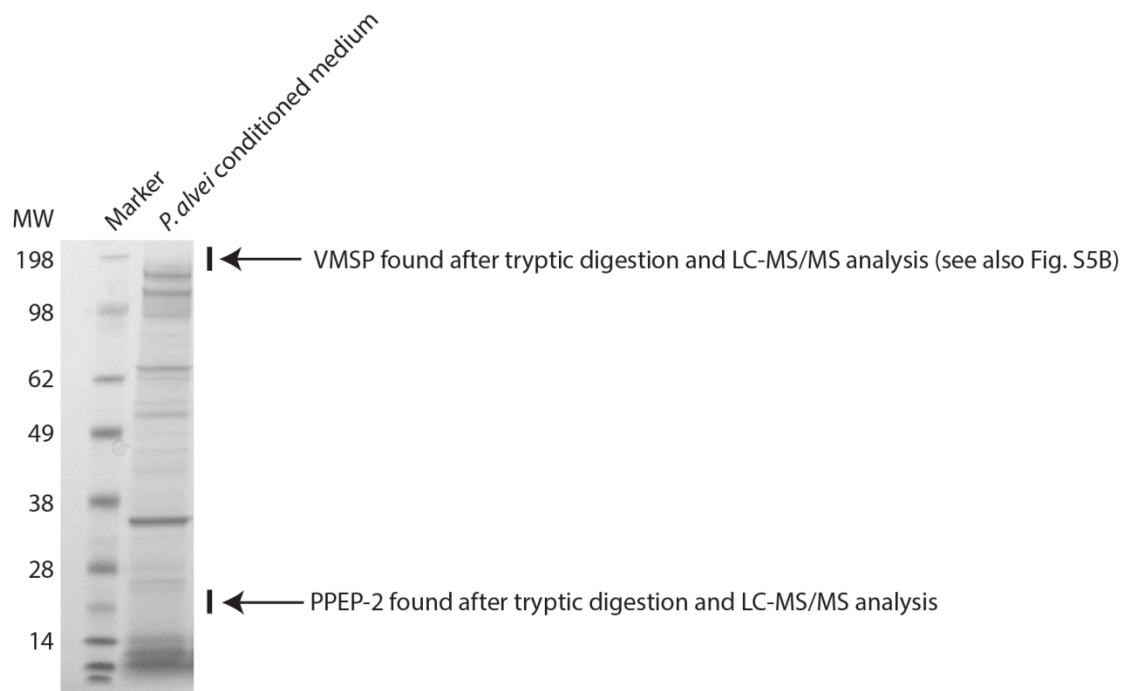 P. alvei conditioned medium
Marker
MW
198
VMSP found after tryptic digestion and LC-MS/MS analysis (see also Fig. S5B)
98
62
49
38
28
PPEP-2 found after tryptic digestion and LC-MS/MS analysis
14